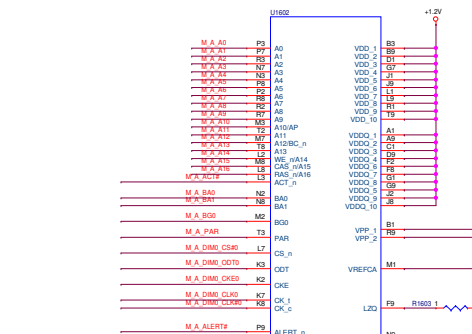 U1602
+1.2V
M_A_A0 P3 A0 VDD_1 B3
M_A_A1 P7 A1 VDD_2 B9
M_A_A2 R3 A2 VDD_3 D1
M_A_A3 N7 A3 VDD_4 G7
M_A_A4 N3 A4 VDD_5 J1
M_A_A5 P8 A5 VDD_6 J9
M_A_A6 P2 A6 VDD_7 L1
M_A_A7 R8 A7 VDD_8 L9
M_A_A8 R2 A8 VDD_9 R1
M_A_A9 R7 A9 VDD_10 T9
M_A_A10 M3 A10/AP
M_A_A11 T2 A11 VDDQ_1 A1
M_A_A12 M7 A12/BC_n VDDQ_2 A9
M_A_A13 T8 A13 VDDQ_3 C1
M_A_A14 L2 WE_n/A14 VDDQ_4 D9
M_A_A15 M8 CAS_n/A15 VDDQ_6 F2
M_A_A16 L8 RAS_n/A16 VDDQ_7 F8
M_A_ACT# L3 ACT_n VDDQ_8 G1
VDDQ_5 G9
M_A_BA0 N2 BA0 VDDQ_9 J2
M_A_BA1 N8 BA1 VDDQ_10 J8
M_A_BG0 M2 BG0
VPP_1 B1
M_A_PAR T3 PAR VPP_2 R9
M_A_DIM0_CS#0 L7 CS_n
M_A_DIM0_ODT0 K3 ODT VREFCA M1
M_A_DIM0_CKE0 K2 CKE
M_A_DIM0_CLK0 K7 CK_t
M_A_DIM0_CLK#0 K8 CK_c LZQ F9 R1603 1
M_A_ALERT# P9 ALERT_n